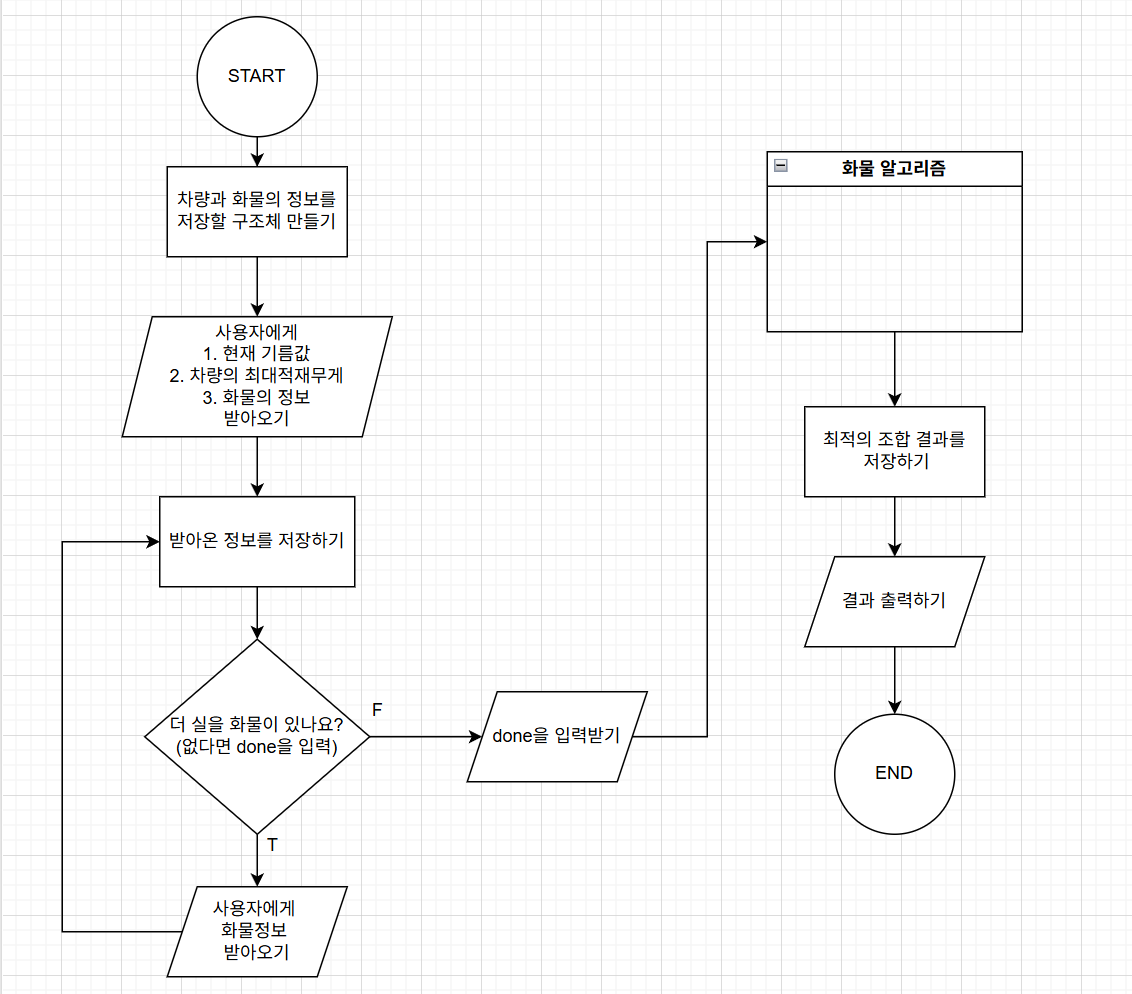 START
차량과 화물의 정보를
저장할 구조체 만들기
사용자에게
1. 현재 기름값
2. 차량의 최대적재무게
3. 화물의 정보
받아오기
받아온 정보를 저장하기
더 실을 화물이 있나요?
(없다면 done을 입력)
F
T
사용자에게
화물정보
받아오기
done을 입력받기
화물 알고리즘
최적의 조합 결과를
저장하기
결과 출력하기
END